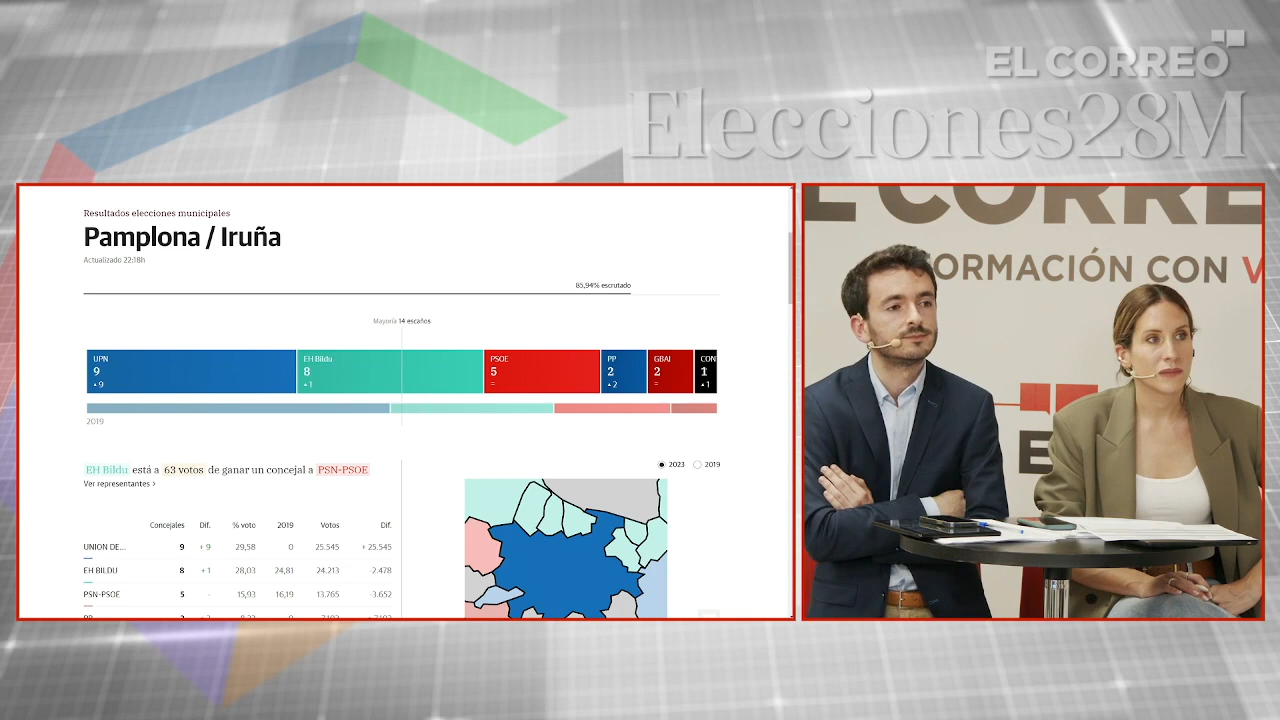 EL CORREO
Elecciones28M
Resultados elecciones municipales
Pamplona / Iruña
Actualizado 22:18h
85,94% escrutado
Mayoría 14 escaños
UPN
9
▲ 9
EH Bildu
8
▲ 1
PSOE
5
=
PP
2
▲ 2
GBAI
2
=
CON
1
▲ 1
2019
EH Bildu está a 63 votos de ganar un concejal a PSN-PSOE
Ver representantes >
2023 2019
Concejales Dif. % voto 2019 Votos Dif.
UNION DE... 9 + 9 29,58 0 25.545 + 25.545
EH BILDU 8 + 1 28,03 24,81 24.213 -2.478
PSN-PSOE 5 - 15,93 16,19 13.765 -3.652
L CORRE
FORMACIÓN CON V
E